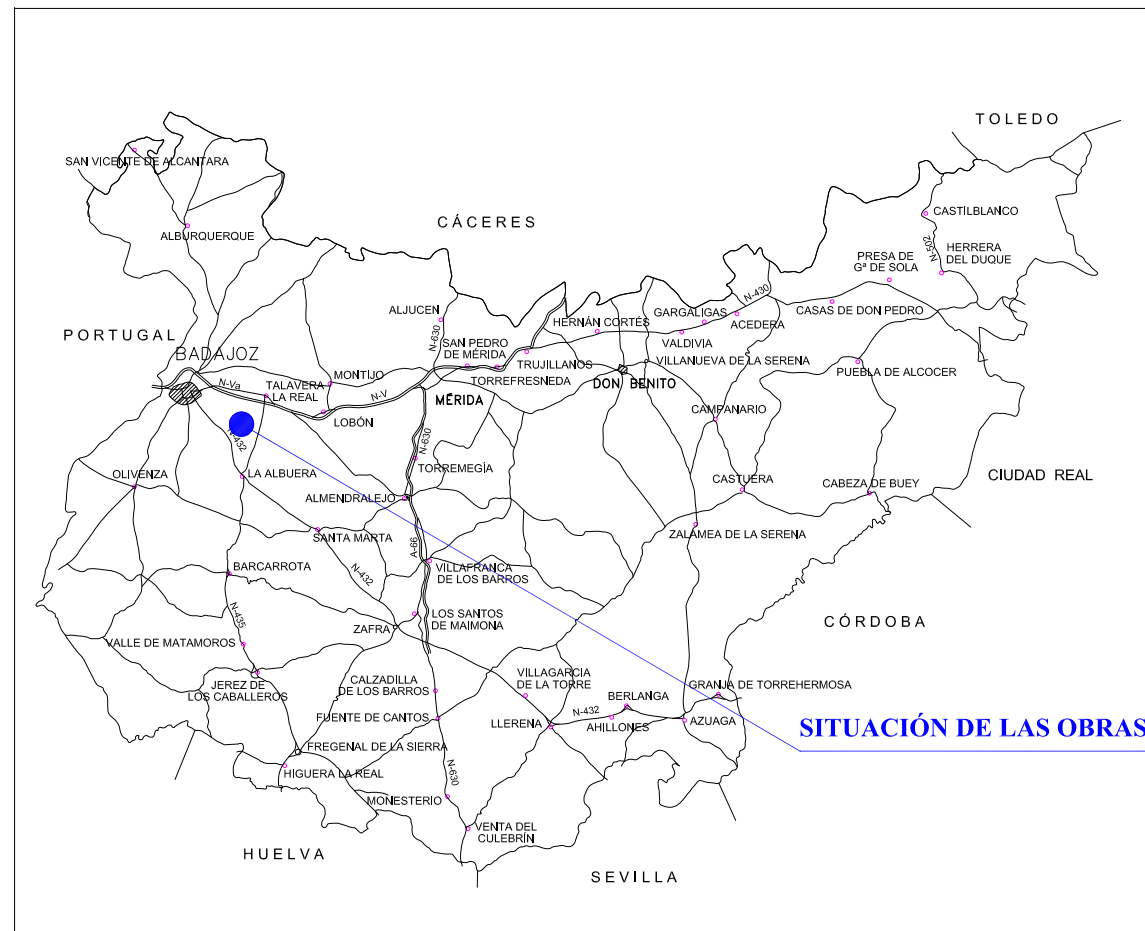 TOLEDO
SAN VICENTE DE ALCANTARA
CASTILBLANCO
CÁCERES
ALBURQUERQUE
N-502
PRESA DE
Gª DE SOLA
HERRERA
DEL DUQUE
ALJUCEN
N-630
N-430
GARGALIGAS
CASAS DE DON PEDRO
HERNÁN CORTÉS
ACEDERA
PORTUGAL
SAN PEDRO
DE MÉRIDA
VALDIVIA
BADAJOZ
TRUJILLANOS
VILLANUEVA DE LA SERENA
PUEBLA DE ALCOCER
N-Va
MONTIJO
TORREFRESNEDA
DON BENITO
TALAVERA
LA REAL
N-V
MÉRIDA
LOBÓN
CAMPANARIO
N-432
N-630
TORREMEGÍA
OLIVENZA
LA ALBUERA
CASTUERA
CIUDAD REAL
ALMENDRALEJO
CABEZA DE BUEY
SANTA MARTA
ZALAMEA DE LA SERENA
A-66
BARCARROTA
N-432
VILLAFRANCA
DE LOS BARROS
N-435
LOS SANTOS
DE MAIMONA
CÓRDOBA
ZAFRA
VALLE DE MATAMOROS
JEREZ DE
LOS CABALLEROS
CALZADILLA
DE LOS BARROS
VILLAGARCIA
DE LA TORRE
GRANJA DE TORREHERMOSA
BERLANGA
N-432
FUENTE DE CANTOS
LLERENA
AHILLONES
AZUAGA
SITUACIÓN DE LAS OBRAS
FREGENAL DE LA SIERRA
HIGUERA LA REAL
N-630
MONESTERIO
VENTA DEL
CULEBRÍN
HUELVA
SEVILLA